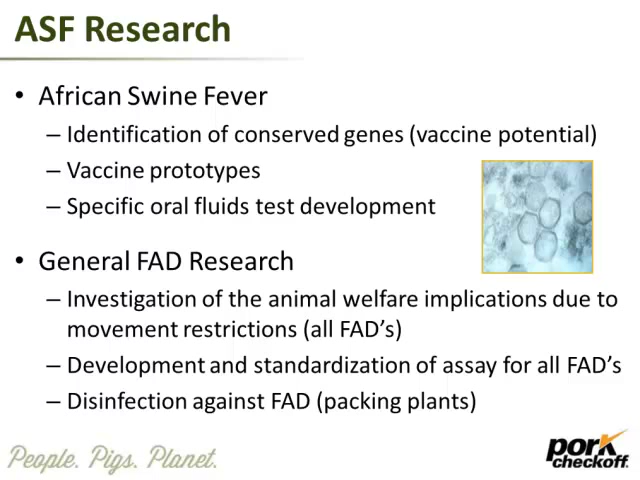 ASF Research
• African Swine Fever
– Identification of conserved genes (vaccine potential)
– Vaccine prototypes
– Specific oral fluids test development
• General FAD Research
– Investigation of the animal welfare implications due to
movement restrictions (all FAD's)
– Development and standardization of assay for all FAD's
– Disinfection against FAD (packing plants)
People. Pigs. Planet.
pork
checkoff.